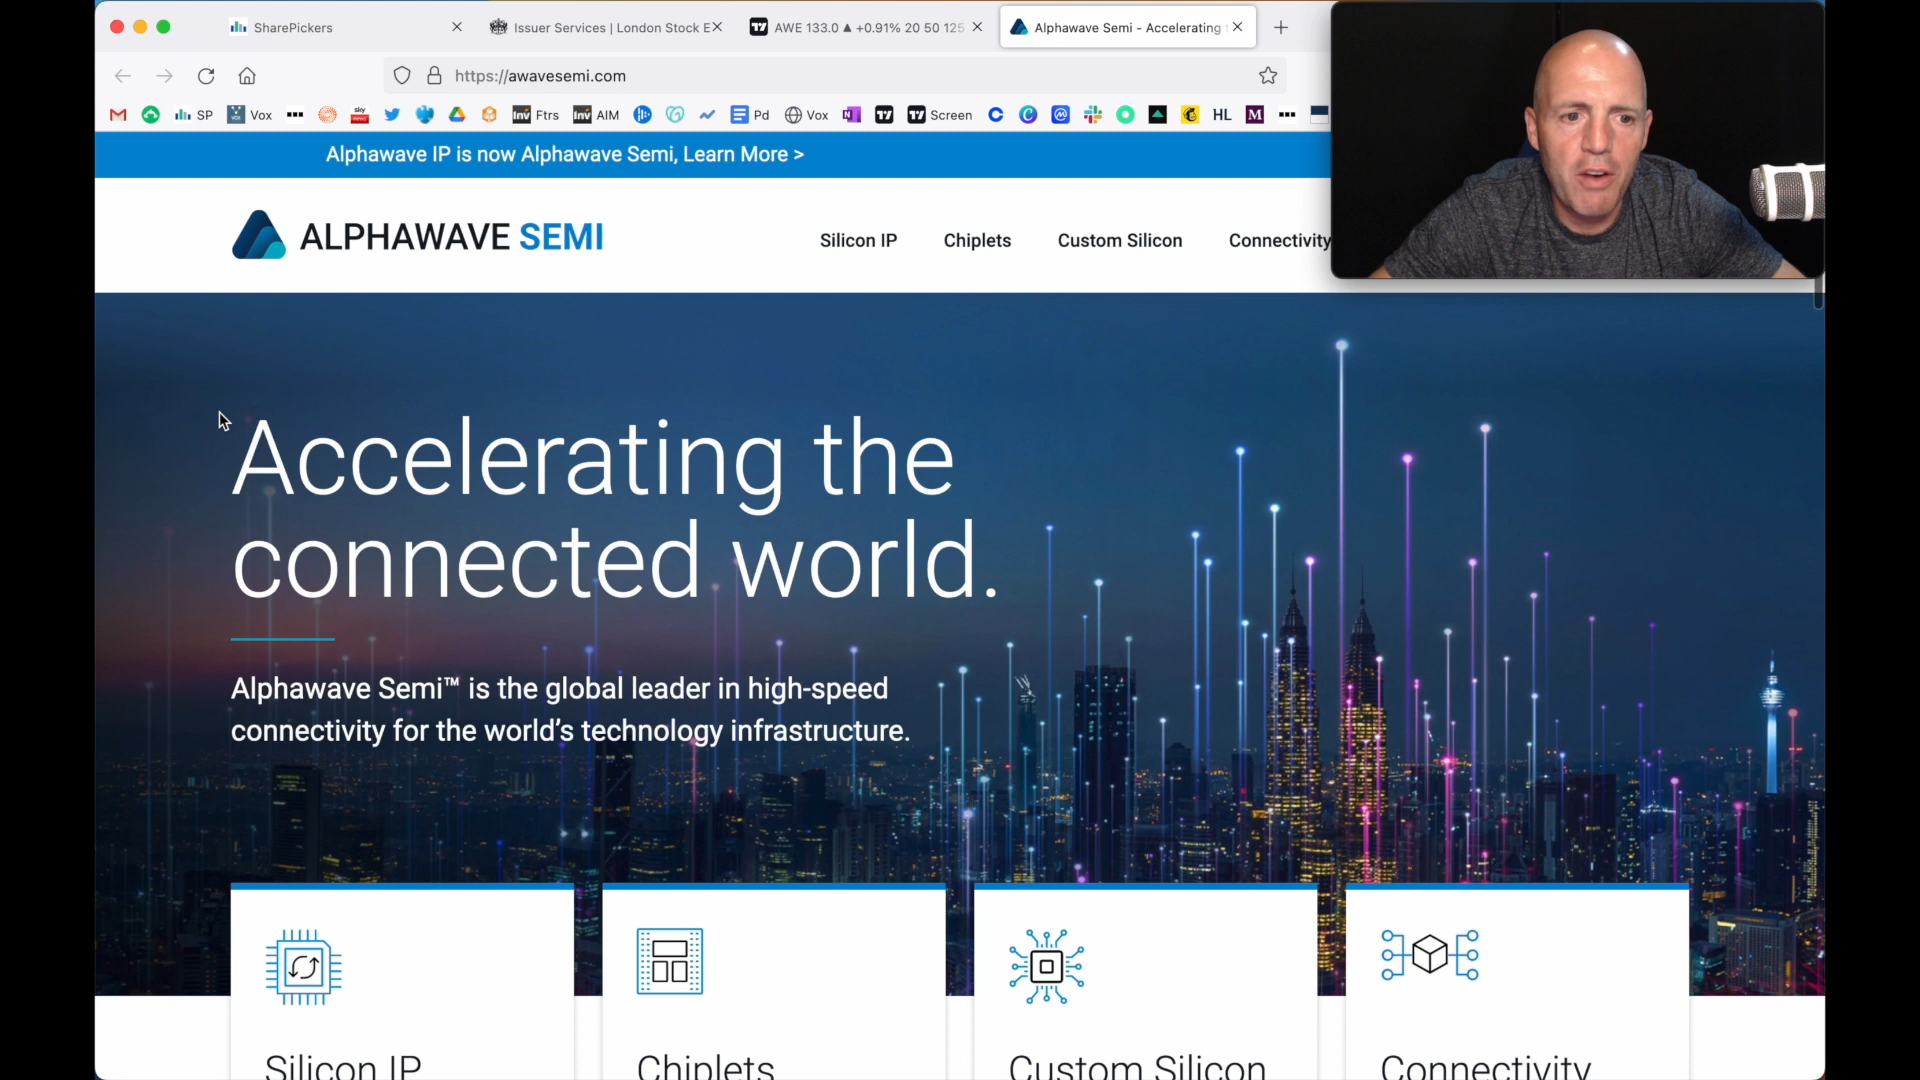 SharePickers
Issuer Services | London Stock E
AWE 133.0 ▲ +0.91% 20 50 125
Alphawave Semi - Accelerating
https://awavesemi.com
SP
Vox
sky
Inv Ftrs
Inv AIM
Pd
Vox
Screen
HL
M
Alphawave IP is now Alphawave Semi, Learn More >
ALPHAWAVE SEMI
Silicon IP
Chiplets
Custom Silicon
Connectivity
Accelerating the
connected world.
Alphawave Semi™ is the global leader in high-speed
connectivity for the world’s technology infrastructure.
Silicon IP
Chiplets
Custom Silicon
Connectivity